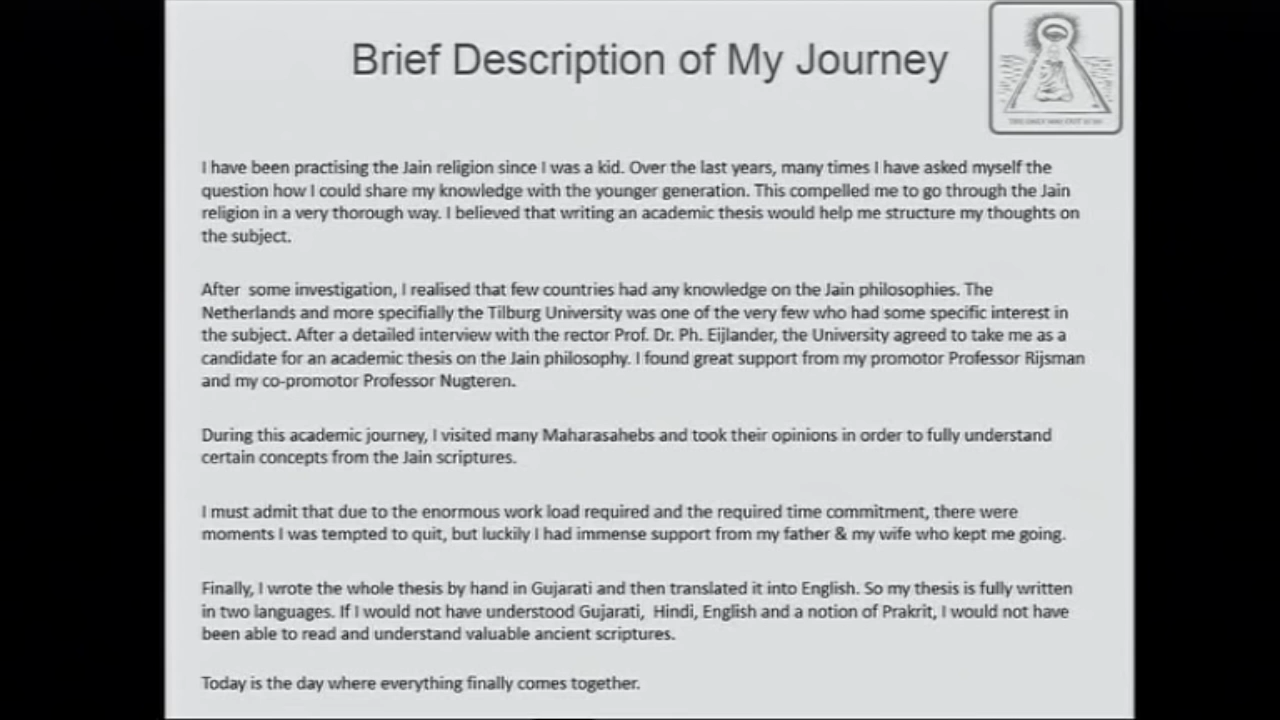 Brief Description of My Journey
I have been practising the Jain religion since I was a kid. Over the last years, many times I have asked myself the
question how I could share my knowledge with the younger generation. This compelled me to go through the Jain
religion in a very thorough way. I believed that writing an academic thesis would help me structure my thoughts on
the subject.
After some investigation, I realised that few countries had any knowledge on the Jain philosophies. The
Netherlands and more specifially the Tilburg University was one of the very few who had some specific interest in
the subject. After a detailed interview with the rector Prof. Dr. Ph. Eijlander, the University agreed to take me as a
candidate for an academic thesis on the Jain philosophy. I found great support from my promotor Professor Rijsman
and my co-promotor Professor Nugteren.
During this academic journey, I visited many Maharasahebs and took their opinions in order to fully understand
certain concepts from the Jain scriptures.
I must admit that due to the enormous work load required and the required time commitment, there were
moments I was tempted to quit, but luckily I had immense support from my father & my wife who kept me going.
Finally, I wrote the whole thesis by hand in Gujarati and then translated it into English. So my thesis is fully written
in two languages. If I would not have understood Gujarati, Hindi, English and a notion of Prakrit, I would not have
been able to read and understand valuable ancient scriptures.
Today is the day where everything finally comes together.